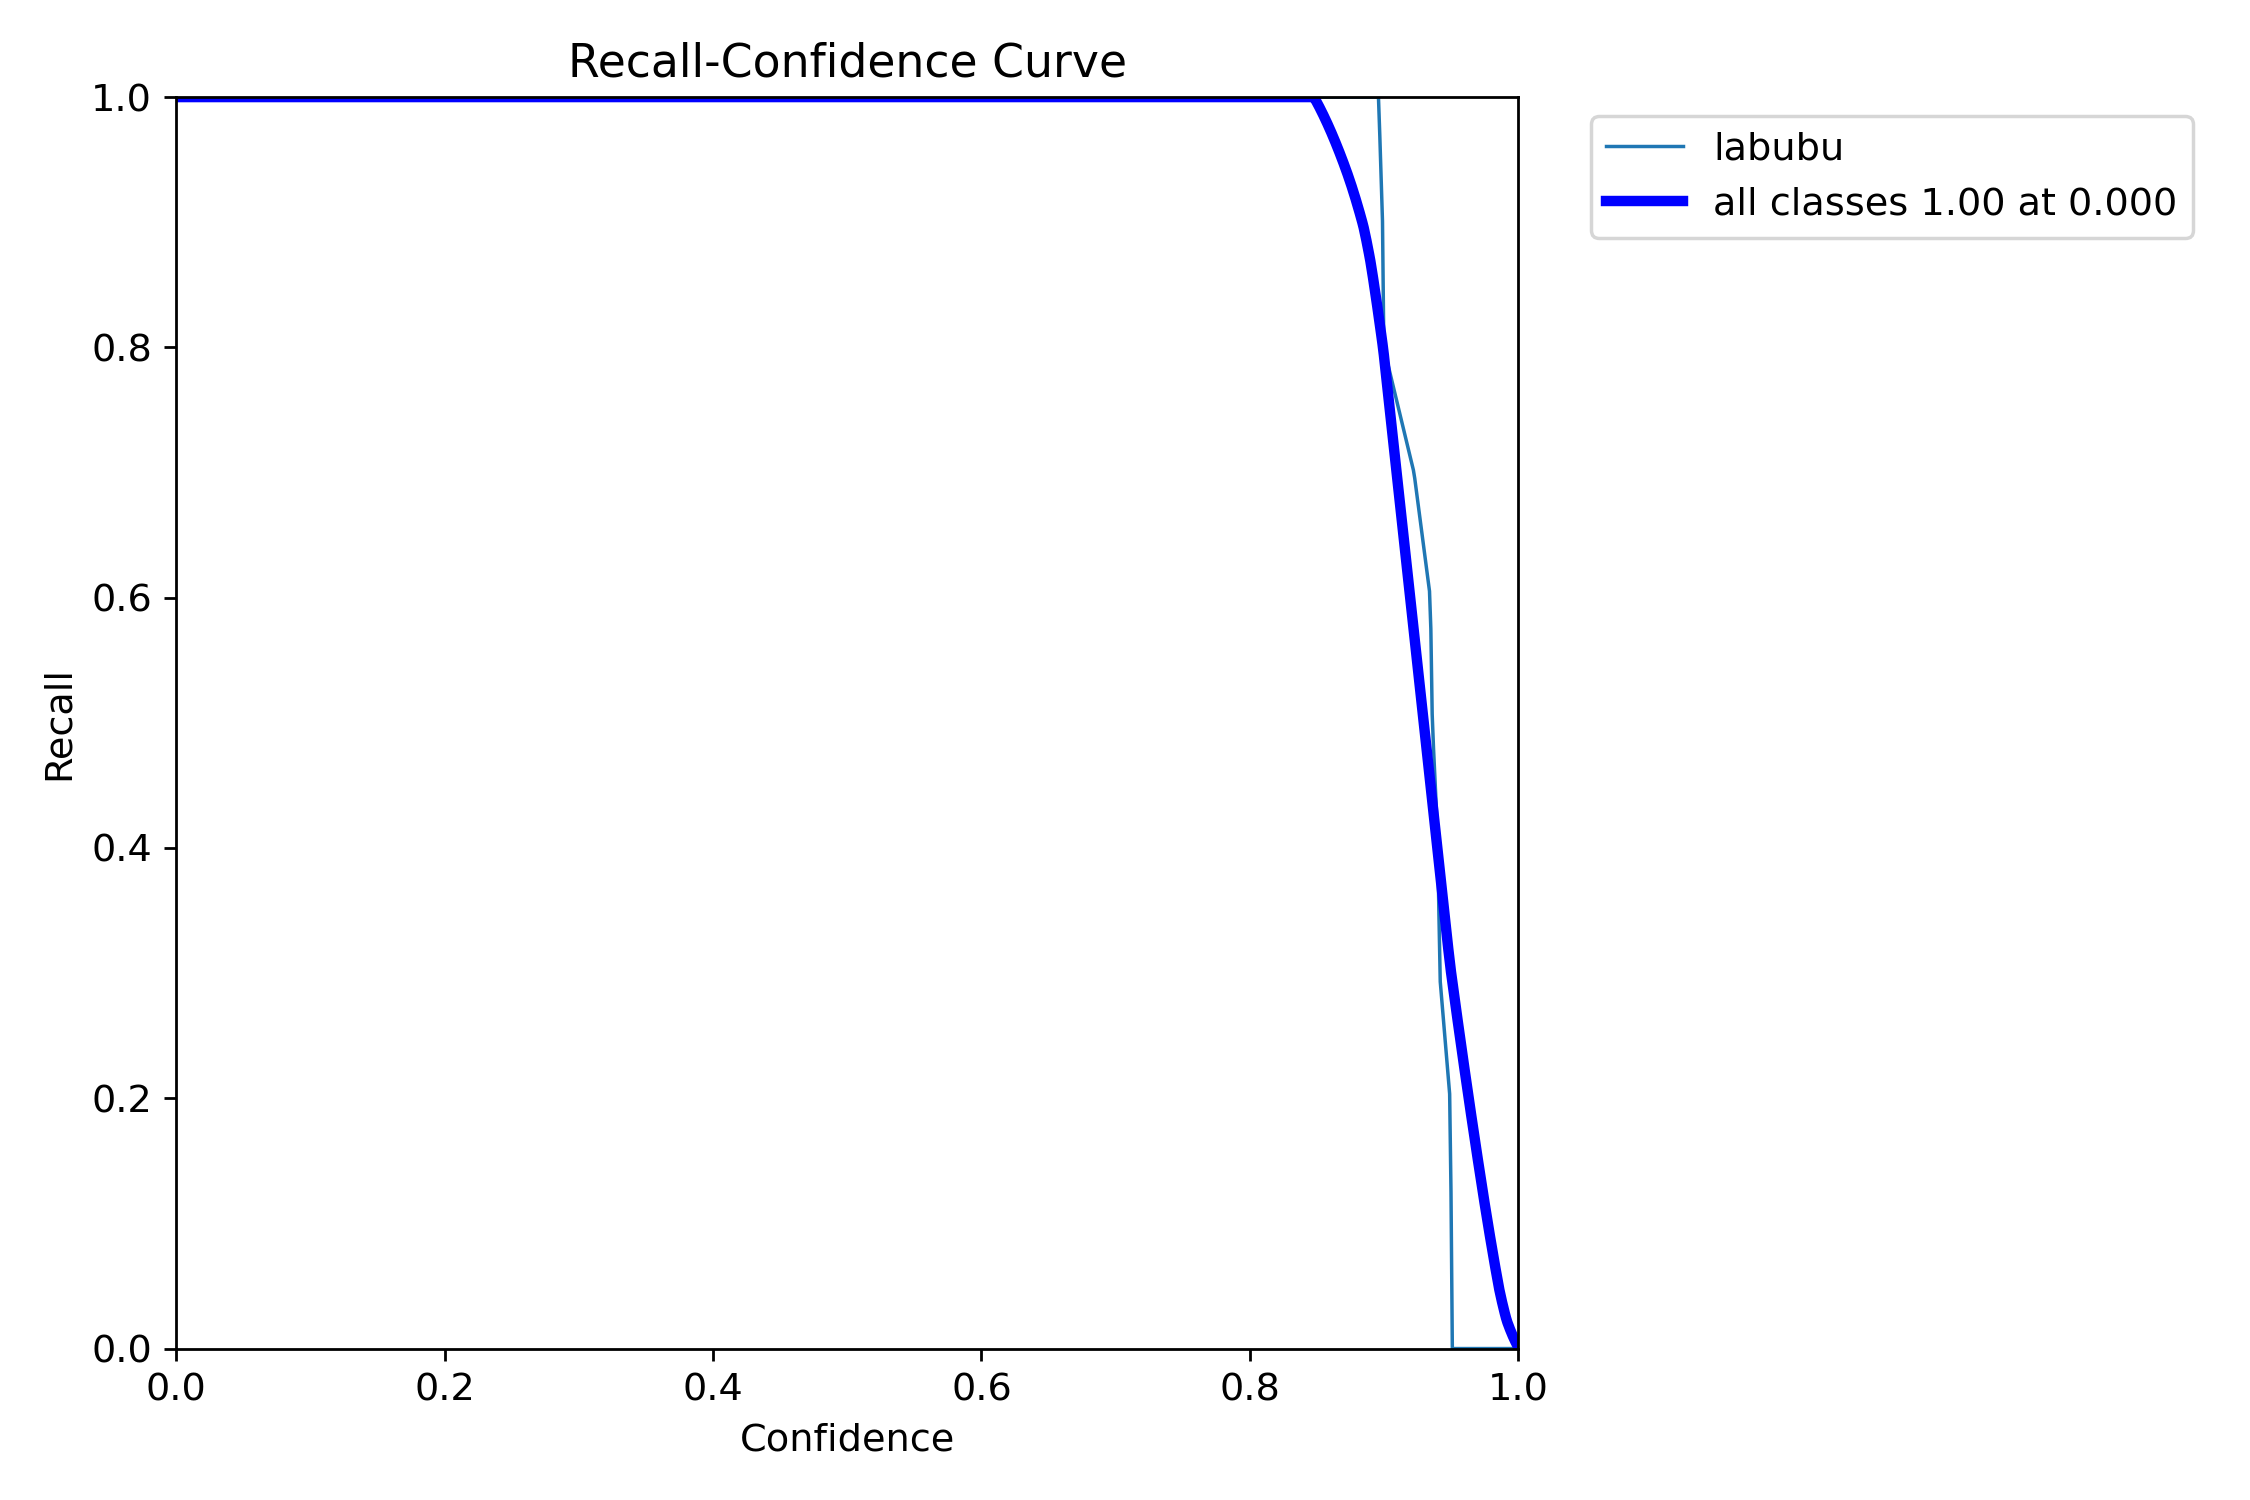 Recall-Confidence Curve
labubu
all classes 1.00 at 0.000
1.0
0.8
0.6
0.4
0.2
0.0
Recall
0.0 0.2 0.4 0.6 0.8 1.0
Confidence